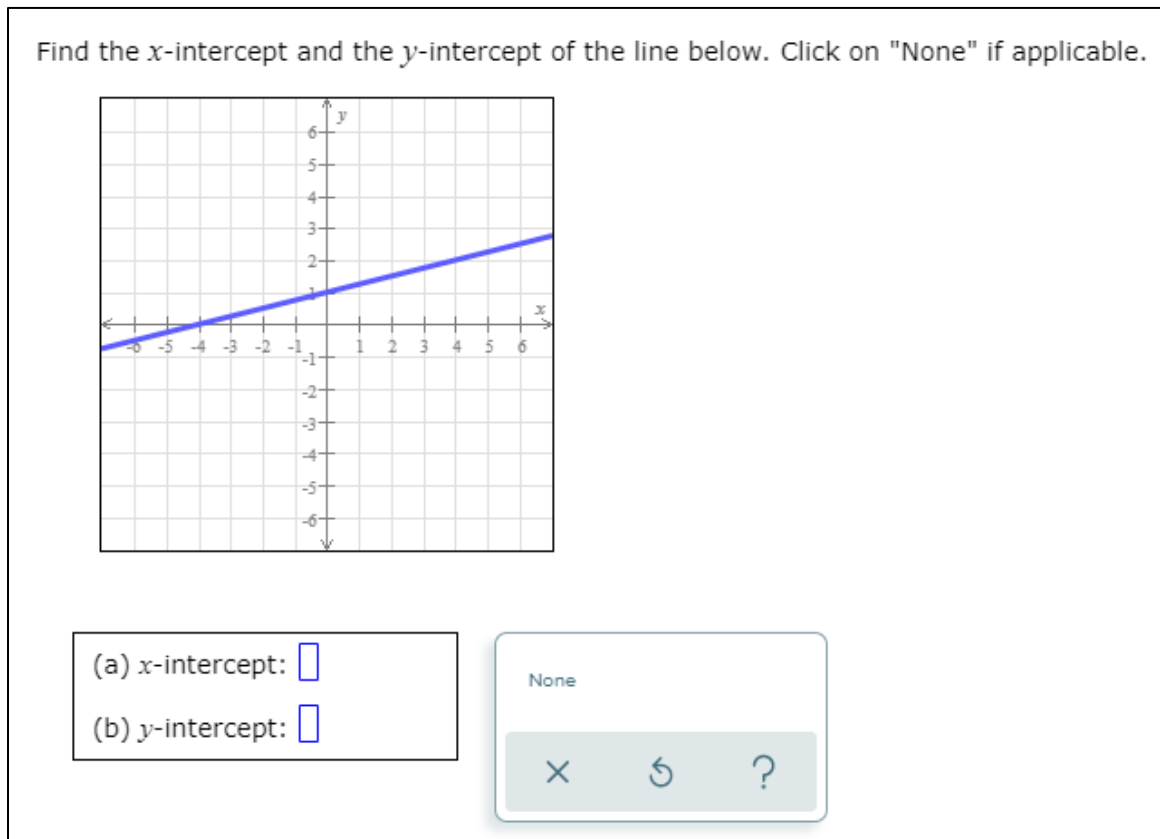 Find the x-intercept and the y-intercept of the line below. Click on "None" if applicable.
y
6
5
4
3
2
1
x
-6 -5 -4 -3 -2 -1 1 2 3 4 5 6
-1
-2
-3
-4
-5
-6
(a) x-intercept:
None
(b) y-intercept:
?